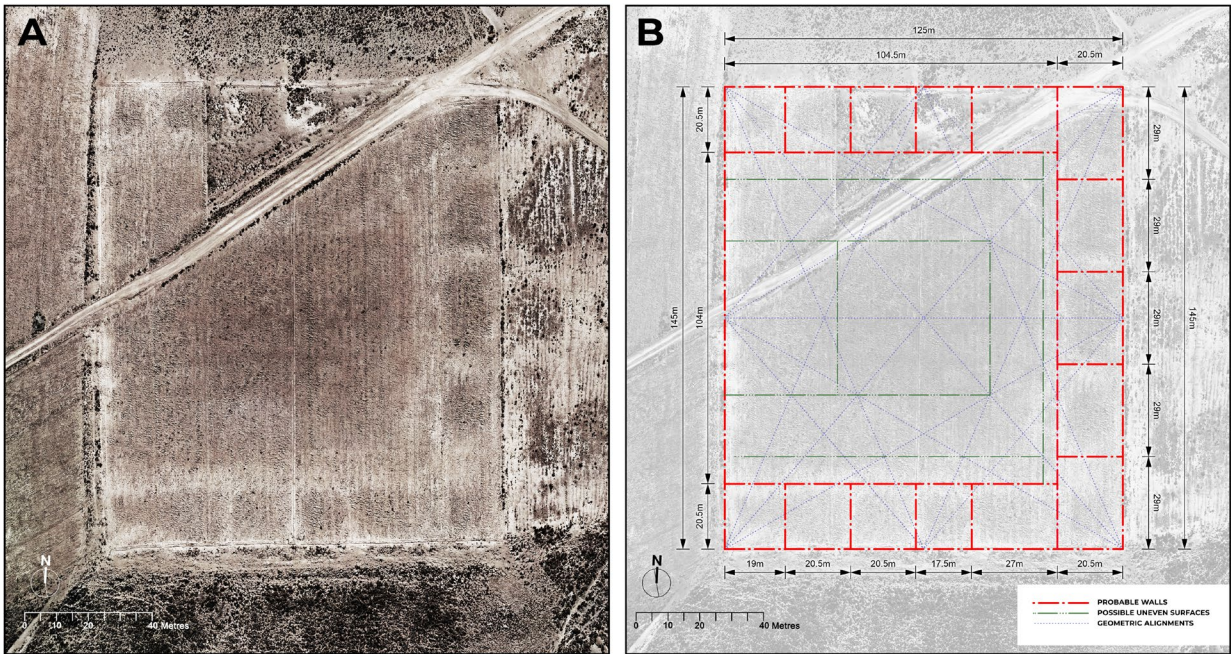 A
N
0 10 20 40 Metres
B
125m
104.5m
20.5m
20.5m
104m
20.5m
145m
29m
29m
29m
29m
29m
145m
19m
20.5m
20.5m
17.5m
27m
20.5m
N
0 10 20 40 Metres
PROBABLE WALLS
POSSIBLE UNEVEN SURFACES
GEOMETRIC ALIGNMENTS